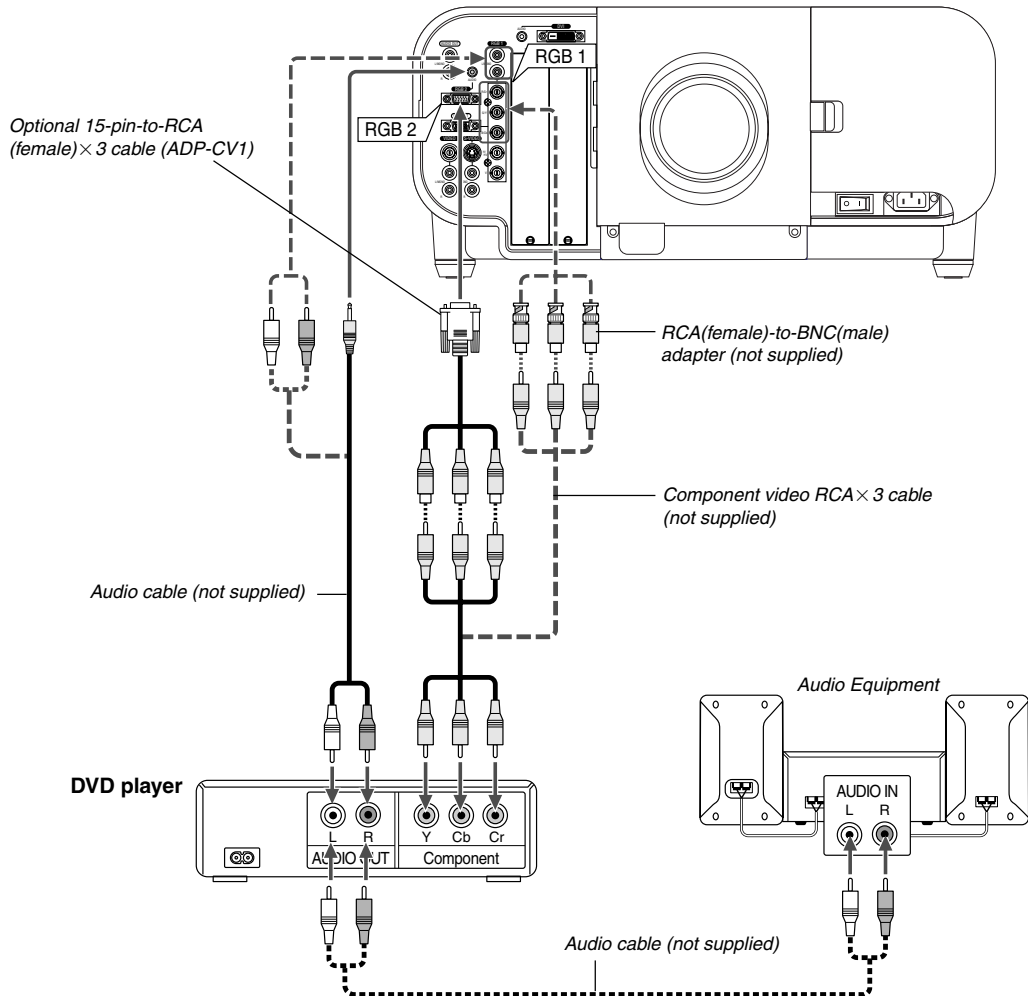 RGB 1
RGB 2
Optional 15-pin-to-RCA
(female)×3 cable (ADP-CV1)
RCA(female)-to-BNC(male)
adapter (not supplied)
Component video RCA×3 cable
(not supplied)
Audio cable (not supplied)
Audio Equipment
DVD player
AUDIO IN
L R
L R
Y Cb Cr
AUDIO OUT
Component
Audio cable (not supplied)